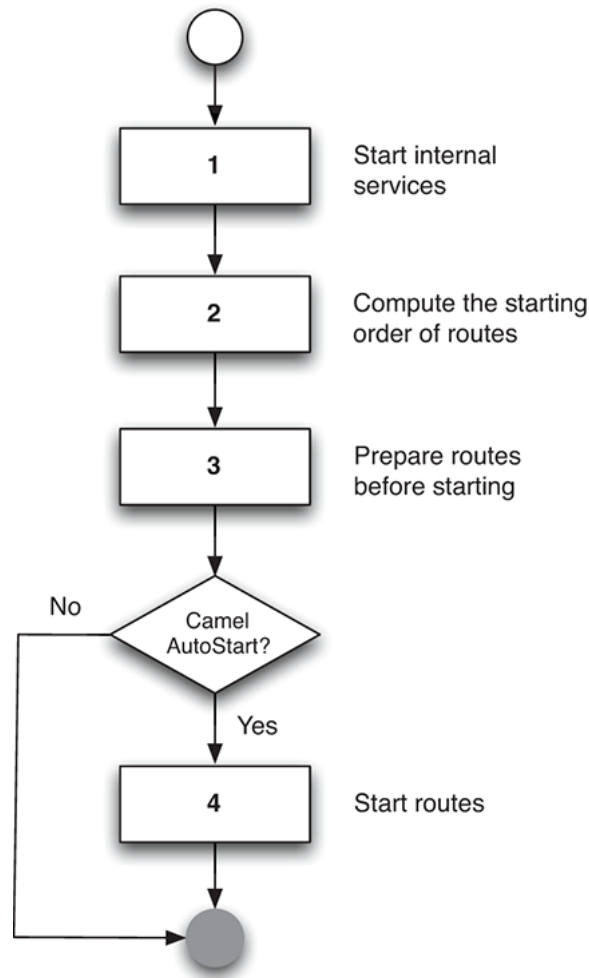 1
Start internal
services
2
Compute the starting
order of routes
3
Prepare routes
before starting
No
Camel
AutoStart?
Yes
4
Start routes